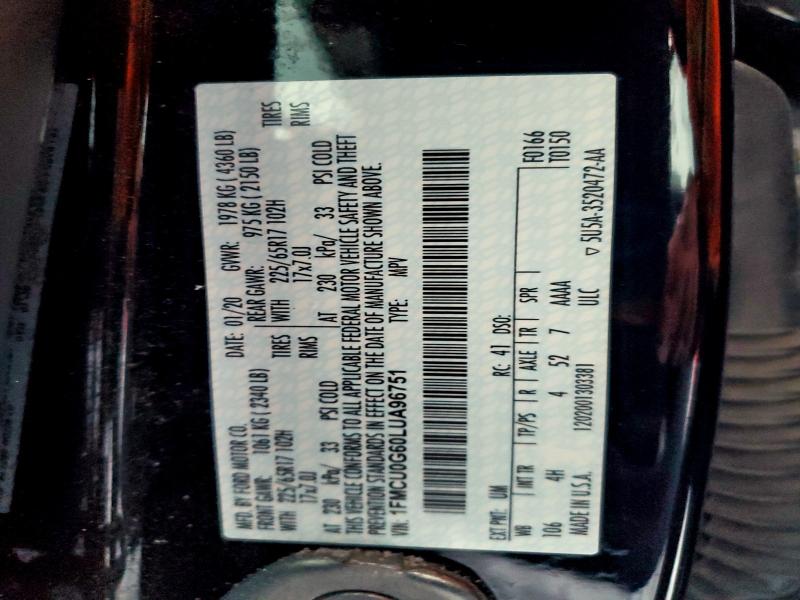 MFD. BY FORD MOTOR CO.
DATE: 01/20 GVWR: 1978 KG ( 4360 LB)
FRONT GAWR: 1061 KG ( 2340 LB) REAR GAWR: 975 KG ( 2150 LB)
WITH 225/65R17 102H TIRES WITH 225/65R17 102H TIRES
17x7.0J RIMS 17x7.0J RIMS
AT 230 kPa/ 33 PSI COLD AT 230 kPa/ 33 PSI COLD
THIS VEHICLE CONFORMS TO ALL APPLICABLE FEDERAL MOTOR VEHICLE SAFETY AND THEFT
PREVENTION STANDARDS IN EFFECT ON THE DATE OF MANUFACTURE SHOWN ABOVE.
VIN: 1FMCU0G60LUA96751 TYPE: MPV
EXT PNT: UM RC: 41 DSO:
WB INT TR TP/PS R AXLE TR SPR F0166
T0150
106 4H 4 52 7 AAAA
MADE IN U.S.A. 1202001303381 ULC
▽ 5U5A-3520472-AA